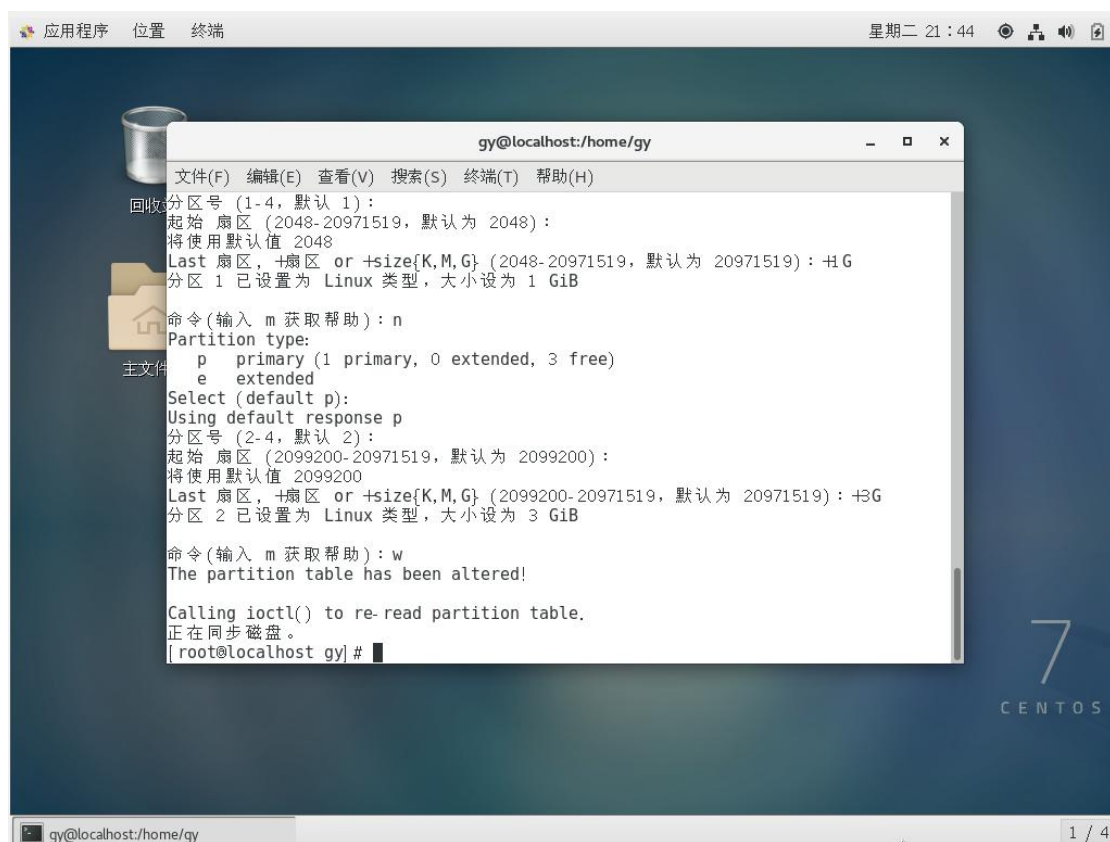 应用程序 位置 终端 星期二 21：44
gy@localhost:/home/gy
文件(F) 编辑(E) 查看(V) 搜索(S) 终端(T) 帮助(H)
回收
分区号 (1-4，默认 1)：
起始 扇区 (2048-20971519，默认为 2048)：
将使用默认值 2048
Last 扇区, +扇区 or +size{K,M,G} (2048-20971519，默认为 20971519)：+1G
分区 1 已设置为 Linux 类型，大小设为 1 GiB
命令(输入 m 获取帮助)：n
Partition type:
p primary (1 primary, 0 extended, 3 free)
e extended
主文件
Select (default p):
Using default response p
分区号 (2-4，默认 2)：
起始 扇区 (2099200-20971519，默认为 2099200)：
将使用默认值 2099200
Last 扇区, +扇区 or +size{K,M,G} (2099200-20971519，默认为 20971519)：+3G
分区 2 已设置为 Linux 类型，大小设为 3 GiB
命令(输入 m 获取帮助)：w
The partition table has been altered!
Calling ioctl() to re-read partition table.
正在同步磁盘。
[root@localhost gy]#
7
CENTOS
gy@localhost:/home/gy 1 / 4